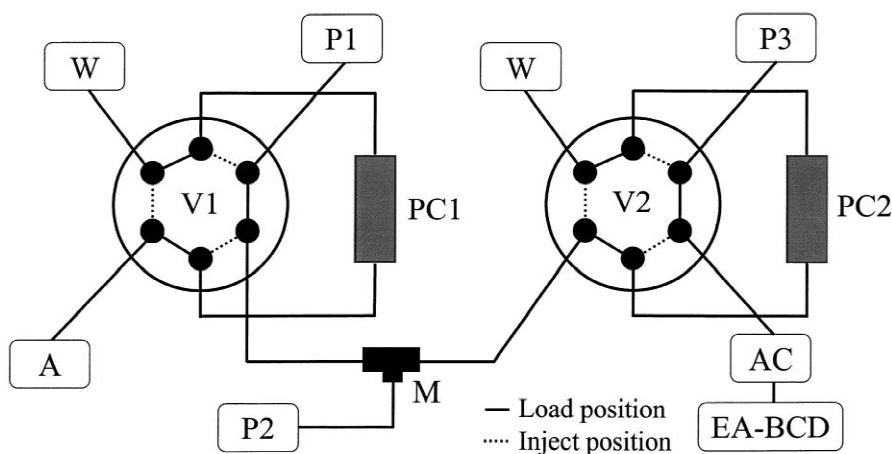 P1
P3
W
W
V1
PC1
V2
PC2
A
M
AC
P2
Load position
Inject position
EA-BCD